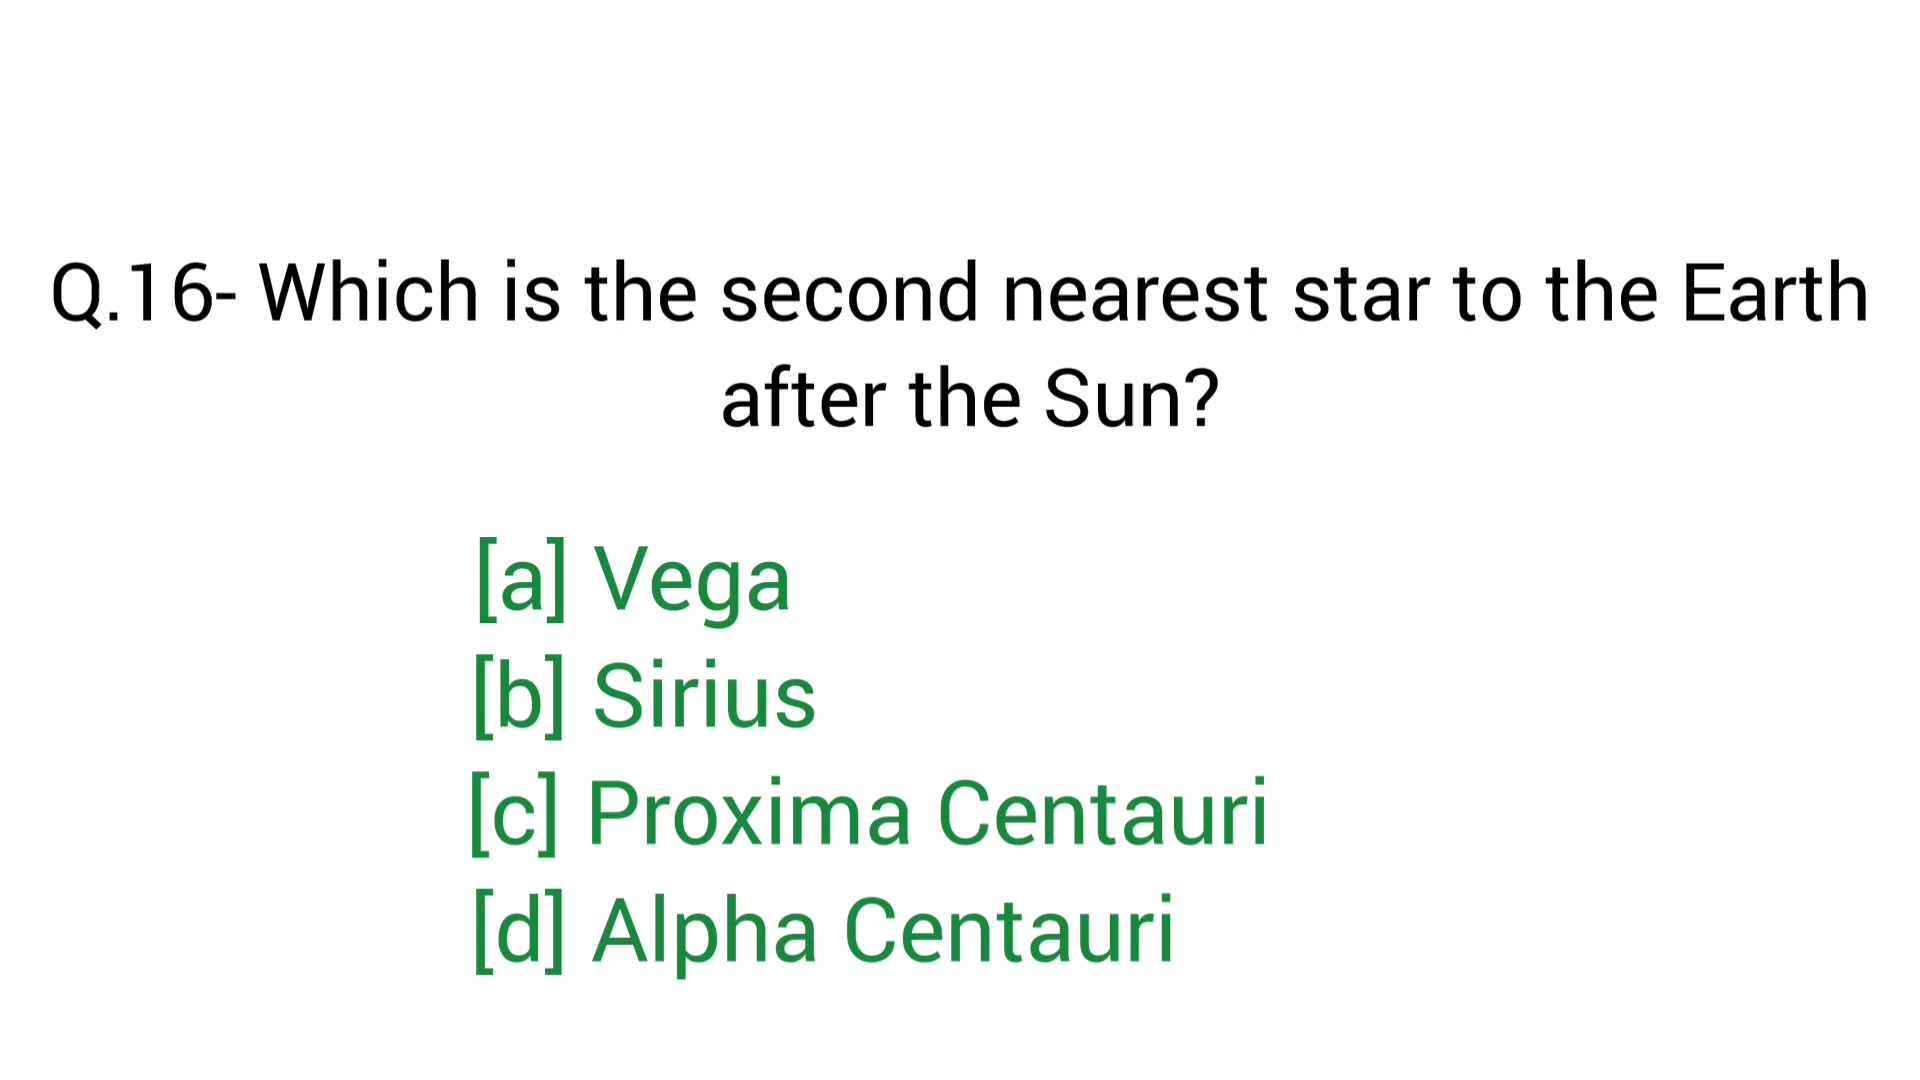 Q.16- Which is the second nearest star to the Earth
after the Sun?
[a] Vega
[b] Sirius
[c] Proxima Centauri
[d] Alpha Centauri